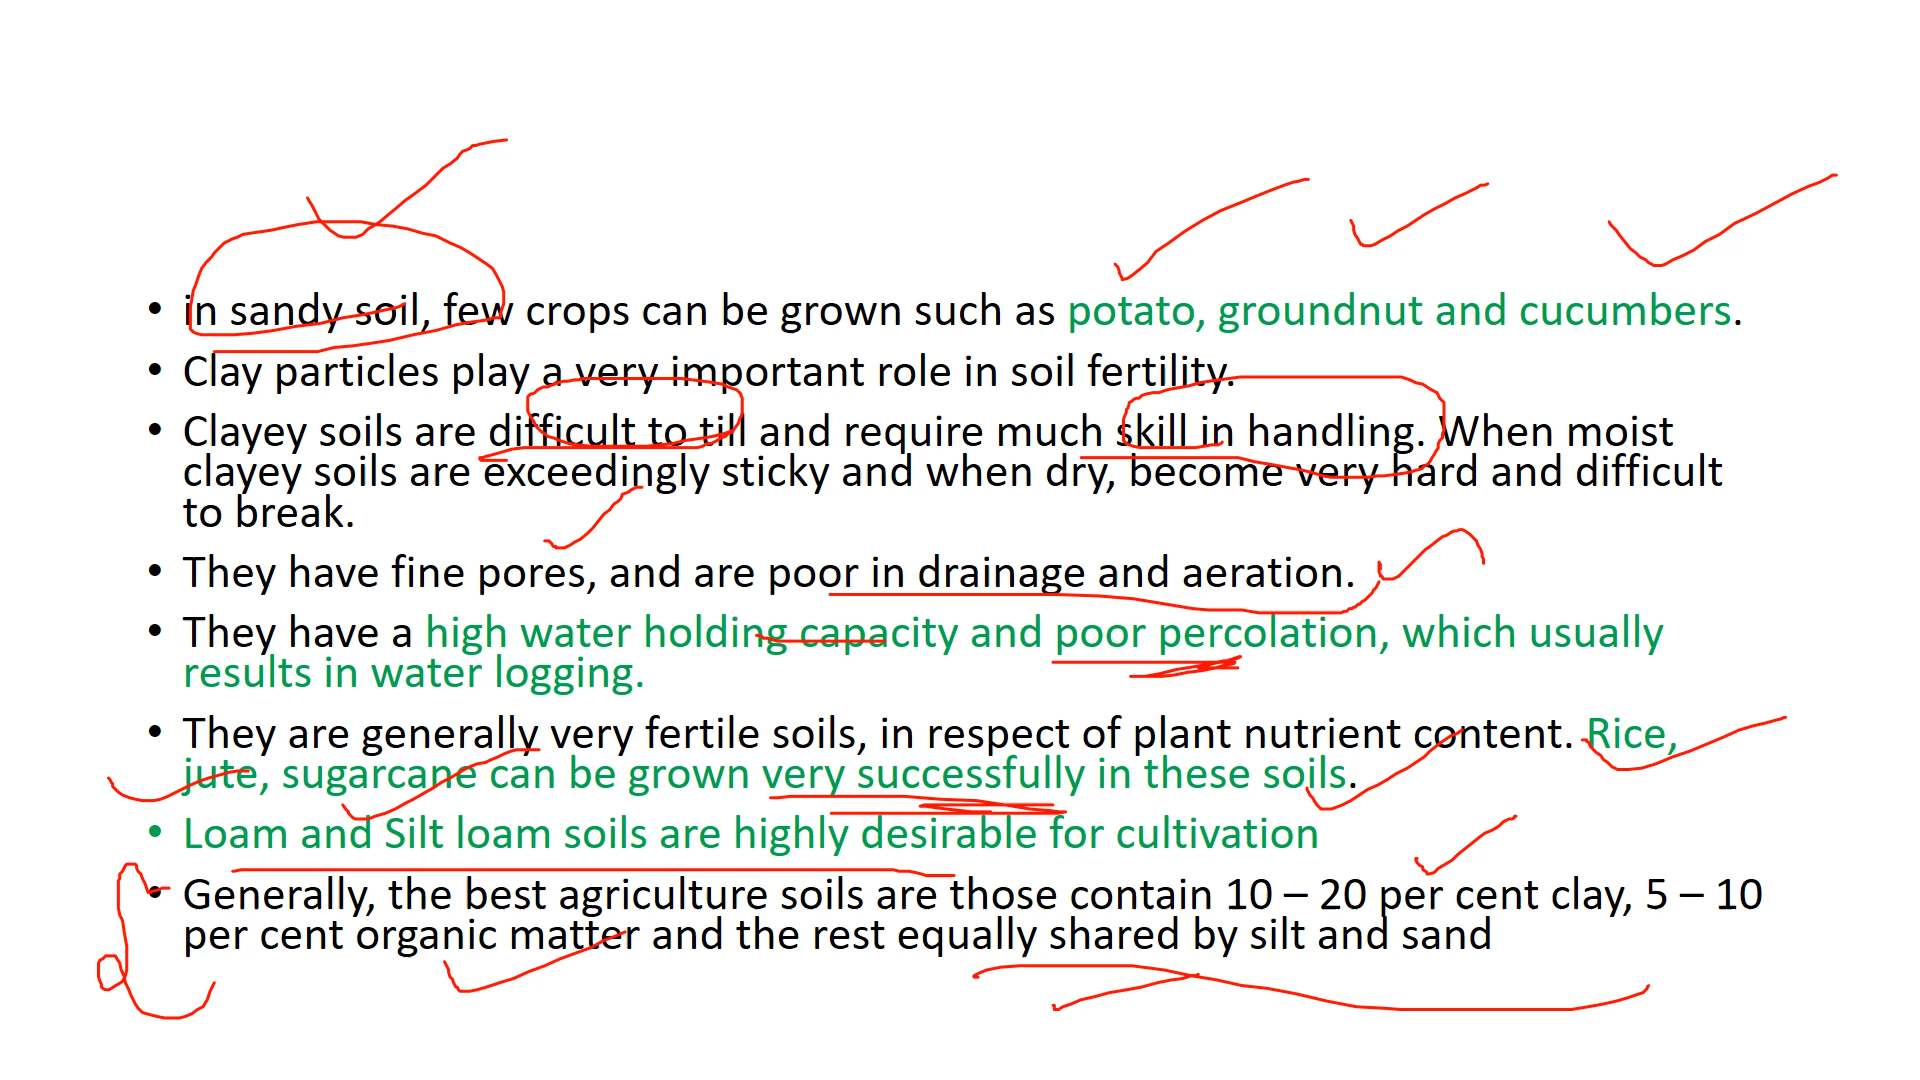 • in sandy soil, few crops can be grown such as potato, groundnut and cucumbers.
• Clay particles play a very important role in soil fertility.
• Clayey soils are difficult to till and require much skill in handling. When moist
clayey soils are exceedingly sticky and when dry, become very hard and difficult
to break.
• They have fine pores, and are poor in drainage and aeration.
• They have a high water holding capacity and poor percolation, which usually
results in water logging.
• They are generally very fertile soils, in respect of plant nutrient content. Rice,
jute, sugarcane can be grown very successfully in these soils.
• Loam and Silt loam soils are highly desirable for cultivation
• Generally, the best agriculture soils are those contain 10 – 20 per cent clay, 5 – 10
per cent organic matter and the rest equally shared by silt and sand